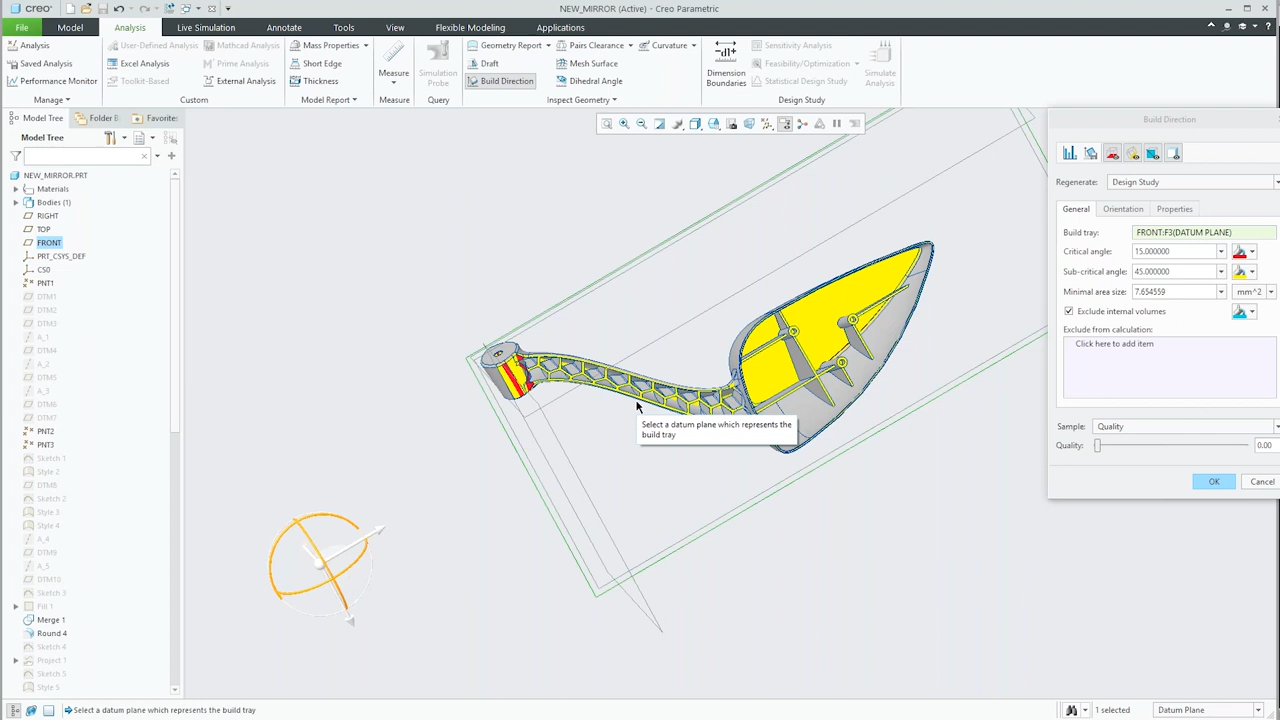 creo
NEW_MIRROR (Active) - Creo Parametric
File Model Analysis Live Simulation Annotate Tools View Flexible Modeling Applications
Analysis User-Defined Analysis Mathcad Analysis Mass Properties Geometry Report Pairs Clearance Curvature Sensitivity Analysis
Saved Analysis Excel Analysis Prime Analysis Short Edge Draft Mesh Surface Feasibility/Optimization
Performance Monitor Toolkit-Based External Analysis Thickness Build Direction Dihedral Angle Statistical Design Study
Measure Simulation Probe Dimension Boundaries Simulate Analysis
Manage Custom Model Report Measure Query Inspect Geometry Design Study
Model Tree Folder B Favorites
Model Tree
NEW_MIRROR.PRT
Materials
Bodies (1)
RIGHT
TOP
FRONT
PRT_CSYS_DEF
CS0
PNT1
DTM1
DTM2
DTM3
A_1
DTM4
A_2
DTM5
A_3
DTM6
DTM7
PNT2
PNT3
Sketch 1
Style 2
DTM8
Sketch 2
Style 3
Style 4
A_4
DTM9
A_5
DTM10
Sketch 3
Fill 1
Merge 1
Round 4
Sketch 4
Project 1
Sketch 5
Style 5
Select a datum plane which represents the
build tray
Build Direction
Regenerate: Design Study
General Orientation Properties
Build tray: FRONT:F3(DATUM PLANE)
Critical angle: 15.000000
Sub-critical angle: 45.000000
Minimal area size: 7.654559 mm^2
Exclude internal volumes
Exclude from calculation:
Click here to add item
Sample: Quality
Quality: 0.00
OK Cancel
Select a datum plane which represents the build tray
1 selected Datum Plane